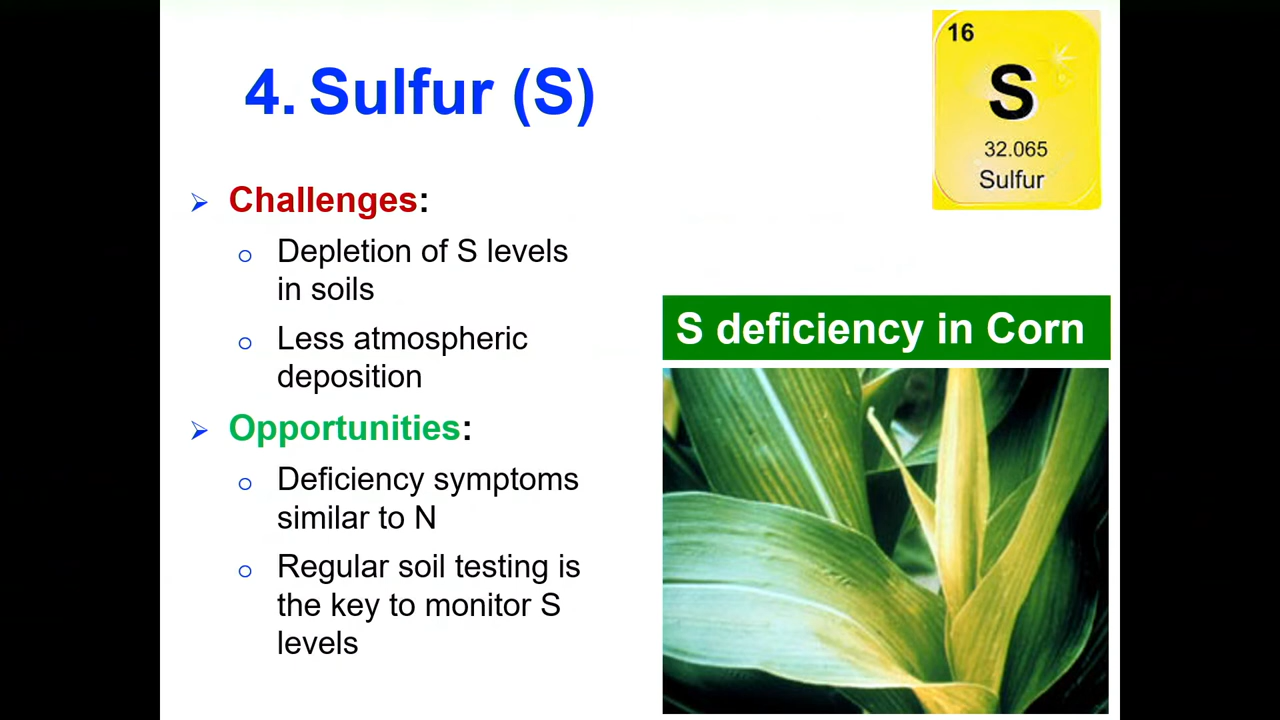 4. Sulfur (S)
16
S
32.065
Sulfur
➢ Challenges:
o Depletion of S levels
in soils
o Less atmospheric
deposition
➢ Opportunities:
o Deficiency symptoms
similar to N
o Regular soil testing is
the key to monitor S
levels
S deficiency in Corn